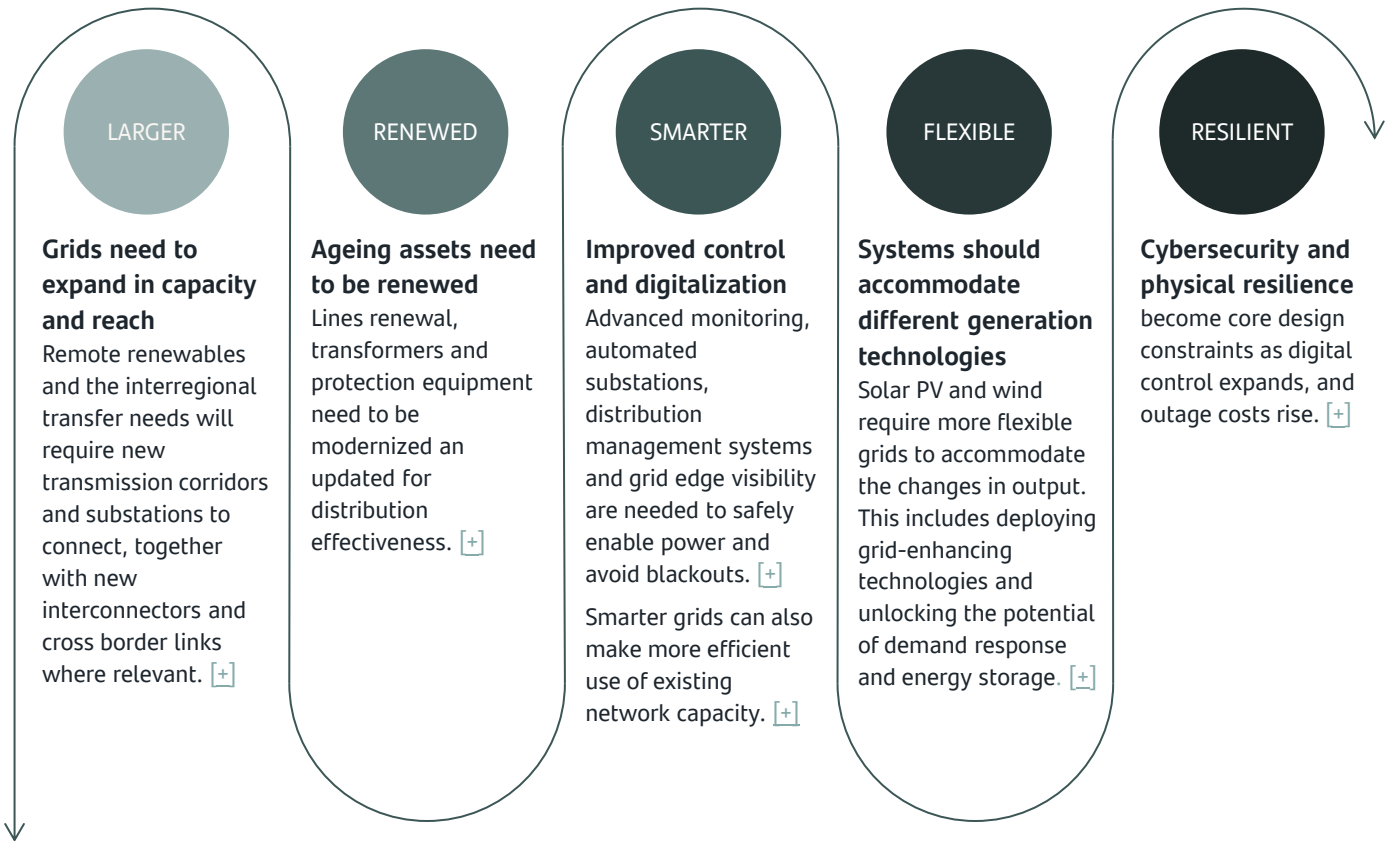 LARGER
Grids need to
expand in capacity
and reach
Remote renewables
and the interregional
transfer needs will
require new
transmission corridors
and substations to
connect, together
with new
interconnectors and
cross border links
where relevant. [+]
RENEWED
Ageing assets need
to be renewed
Lines renewal,
transformers and
protection equipment
need to be
modernized an
updated for
distribution
effectiveness. [+]
SMARTER
Improved control
and digitalization
Advanced monitoring,
automated
substations,
distribution
management systems
and grid edge visibility
are needed to safely
enable power and
avoid blackouts. [+]
Smarter grids can also
make more efficient
use of existing
network capacity. [+]
FLEXIBLE
Systems should
accommodate
different generation
technologies
Solar PV and wind
require more flexible
grids to accommodate
the changes in output.
This includes deploying
grid-enhancing
technologies and
unlocking the potential
of demand response
and energy storage. [+]
RESILIENT
Cybersecurity and
physical resilience
become core design
constraints as digital
control expands, and
outage costs rise. [+]